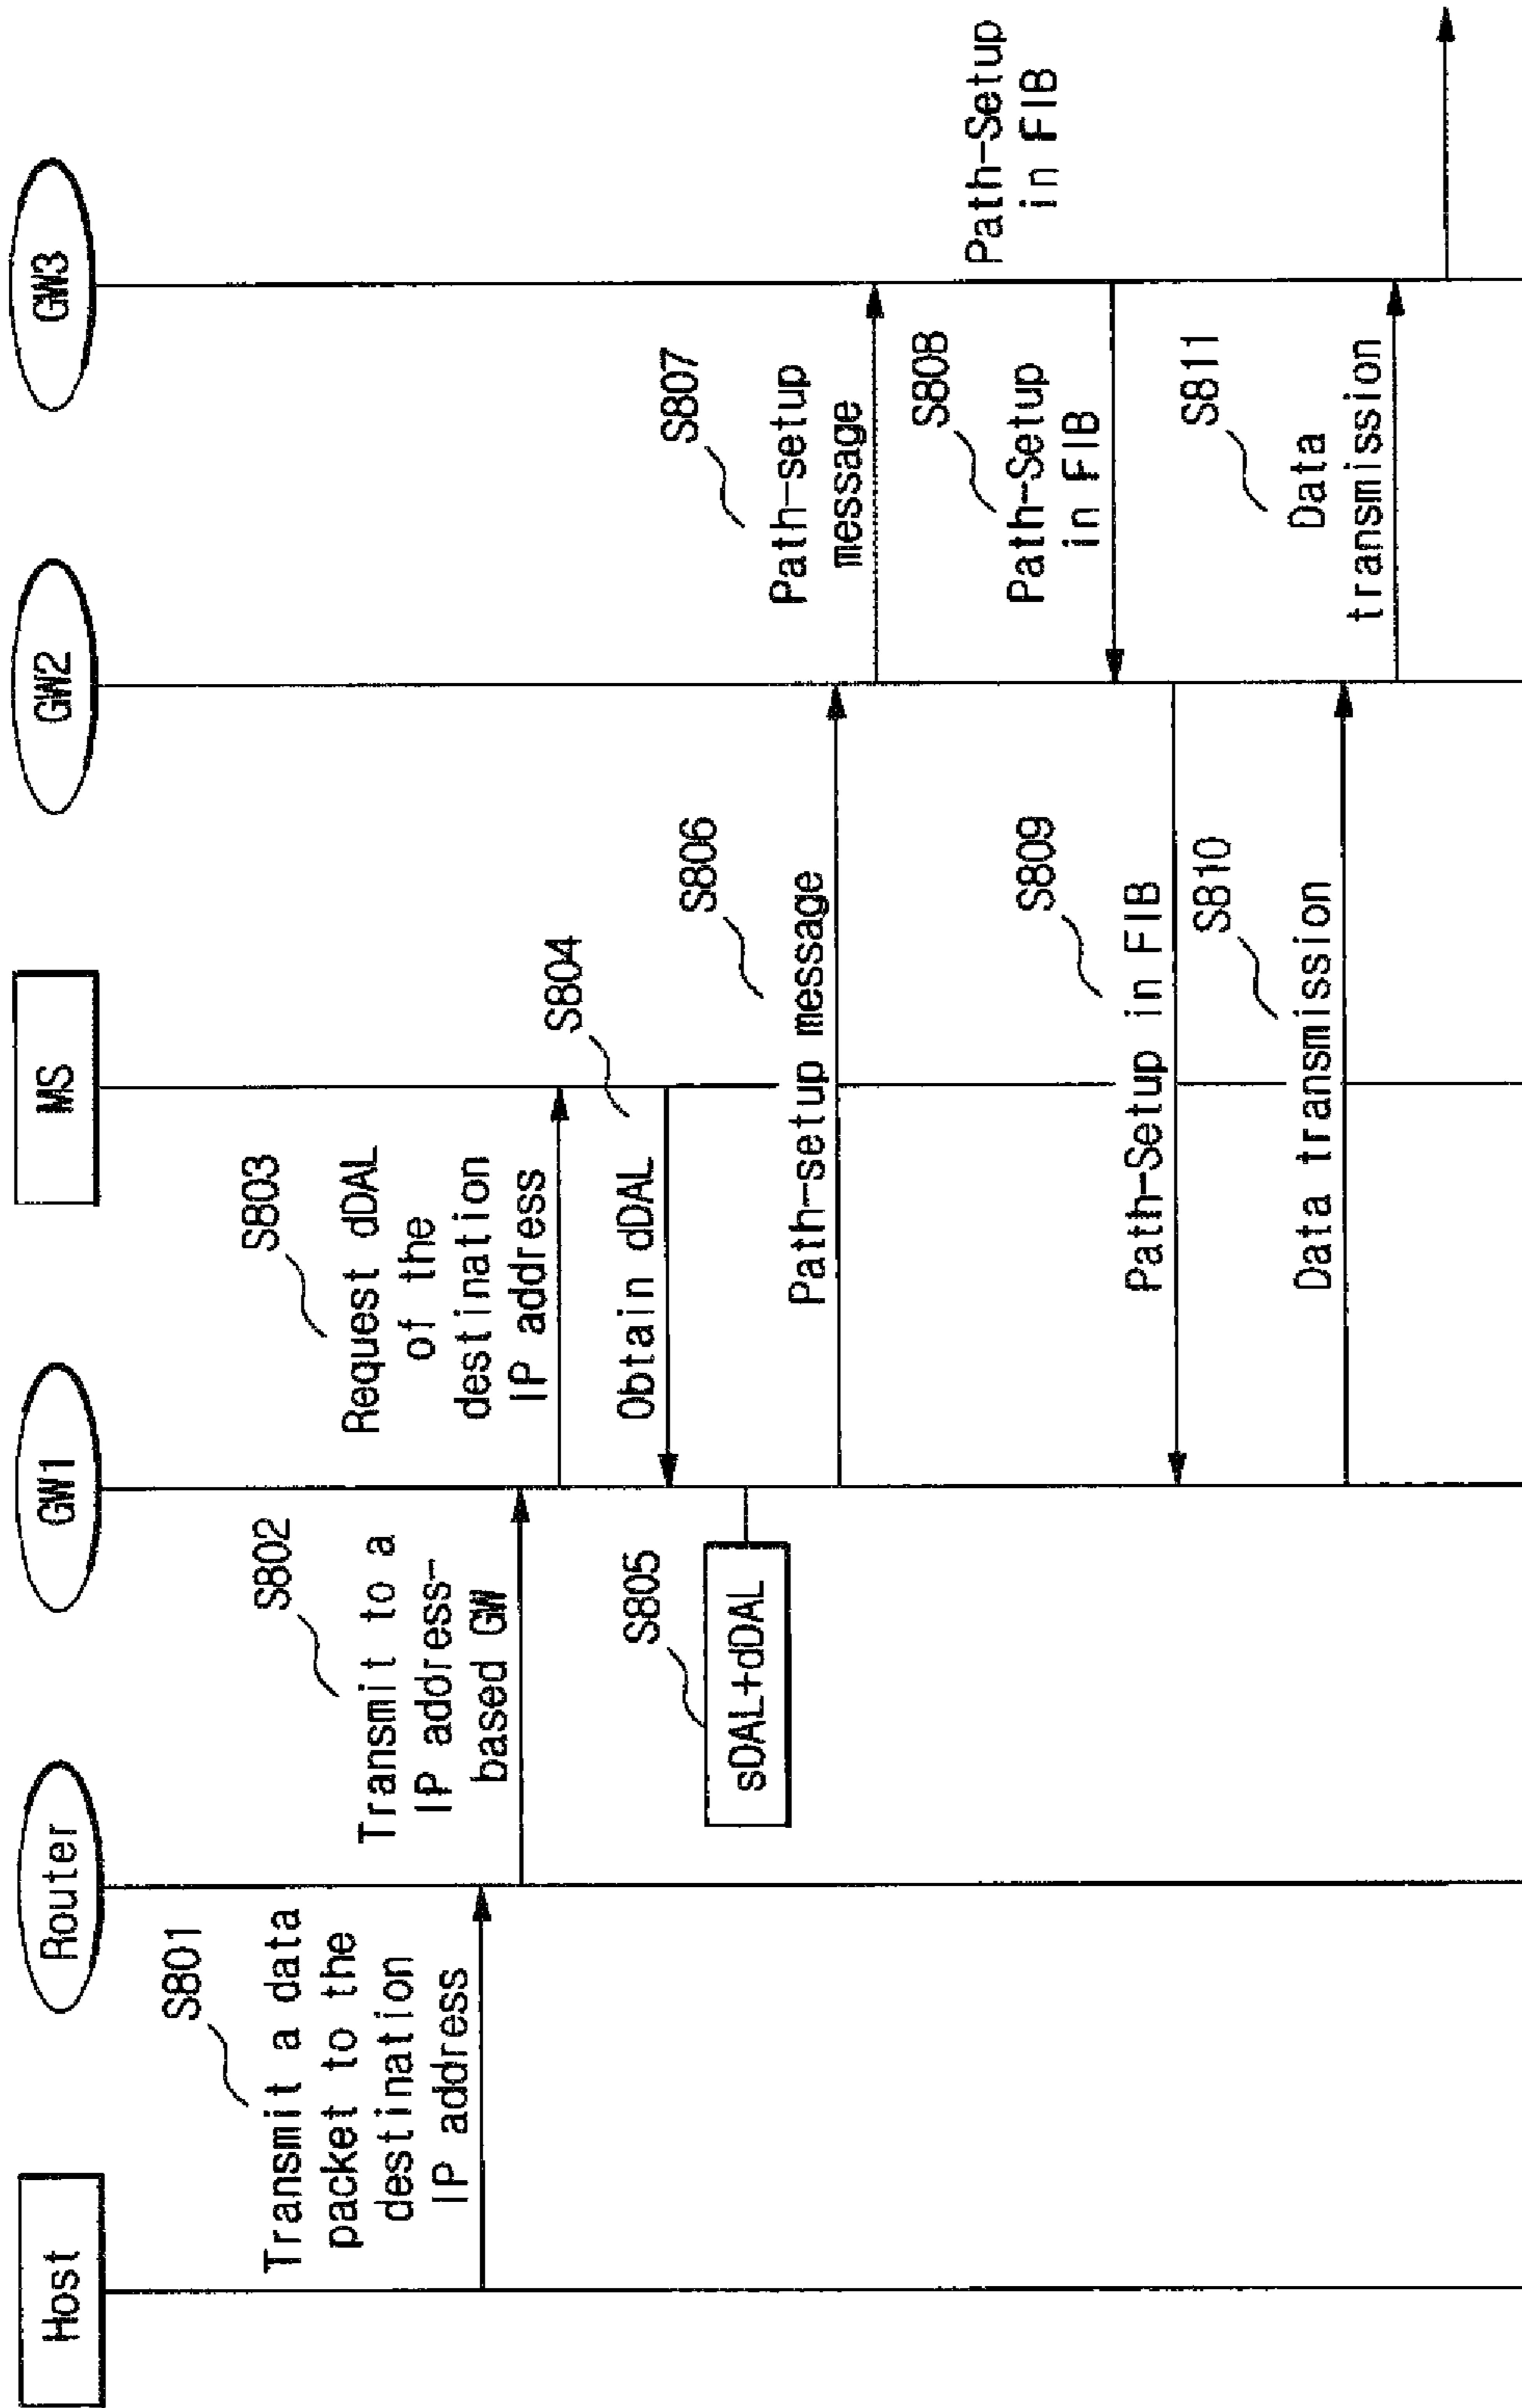 Host
Router
GW1
MS
GW2
GW3
S801
Transmit a data
packet to the
destination
IP address
S802
Transmit to a
IP address-
based GW
S803
Request dDAL
of the
destination
IP address
S804
Obtain dDAL
S805
sDAL+dDAL
S806
Path-setup message
S807
Path-setup
message
S808
Path-Setup
in FIB
Path-Setup
in FIB
S809
Path-Setup in FIB
S810
Data transmission
S811
Data
transmission